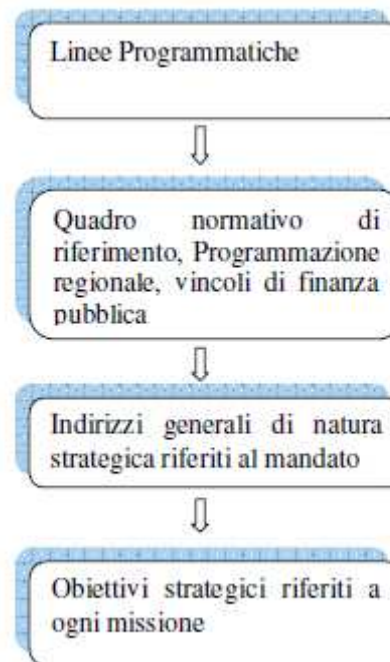 Linee Programmatiche
Quadro normativo di
riferimento, Programmazione
regionale, vincoli di finanza
pubblica
Indirizzi generali di natura
strategica riferiti al mandato
Obiettivi strategici riferiti a
ogni missione